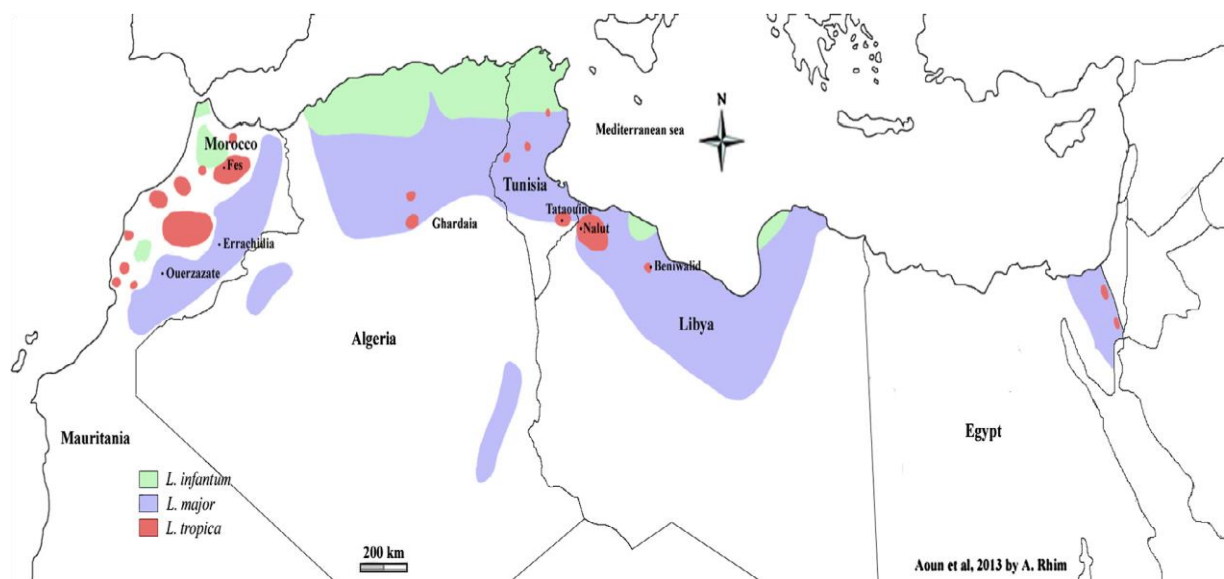 N
Mediterranean sea
Morocco
Fes
Tunisia
Tataouine
Ghardaia
Nalut
Errachidia
Beniwalid
Ouerzazate
Libya
Algeria
Egypt
Mauritania
L. infantum
L. major
L. tropica
200 km
Aoun et al, 2013 by A. Rhim